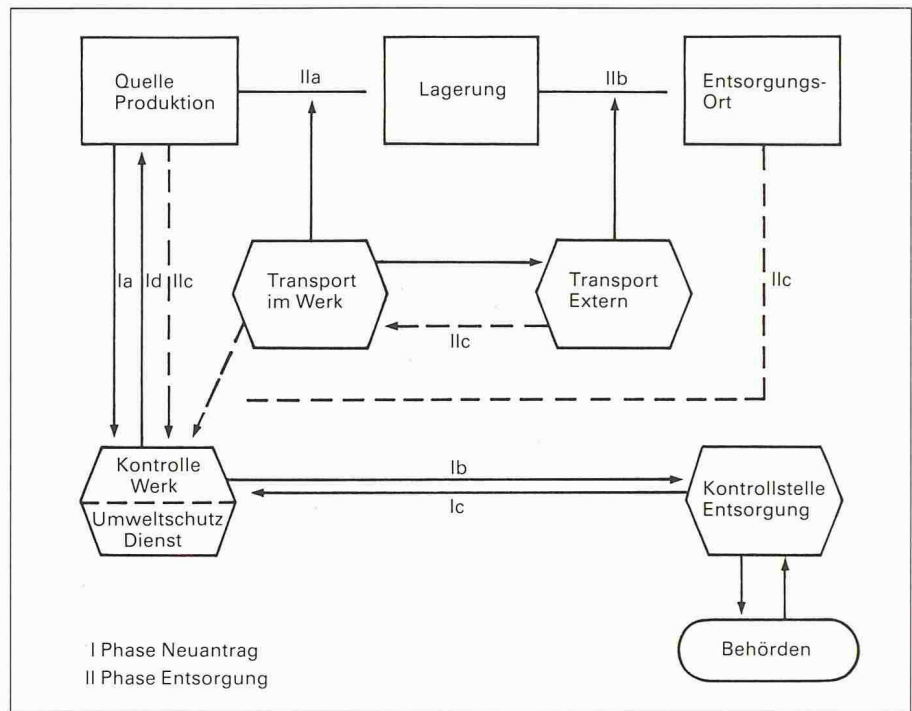 Quelle
Produktion
IIa
Lagerung
IIb
Entsorgungs-
Ort
Ia
Id
IIc
Transport
im Werk
Transport
Extern
IIc
IIc
Kontrolle
Werk
Umweltschutz
Dienst
Ib
Ic
Kontrollstelle
Entsorgung
Behörden
I Phase Neuantrag
II Phase Entsorgung